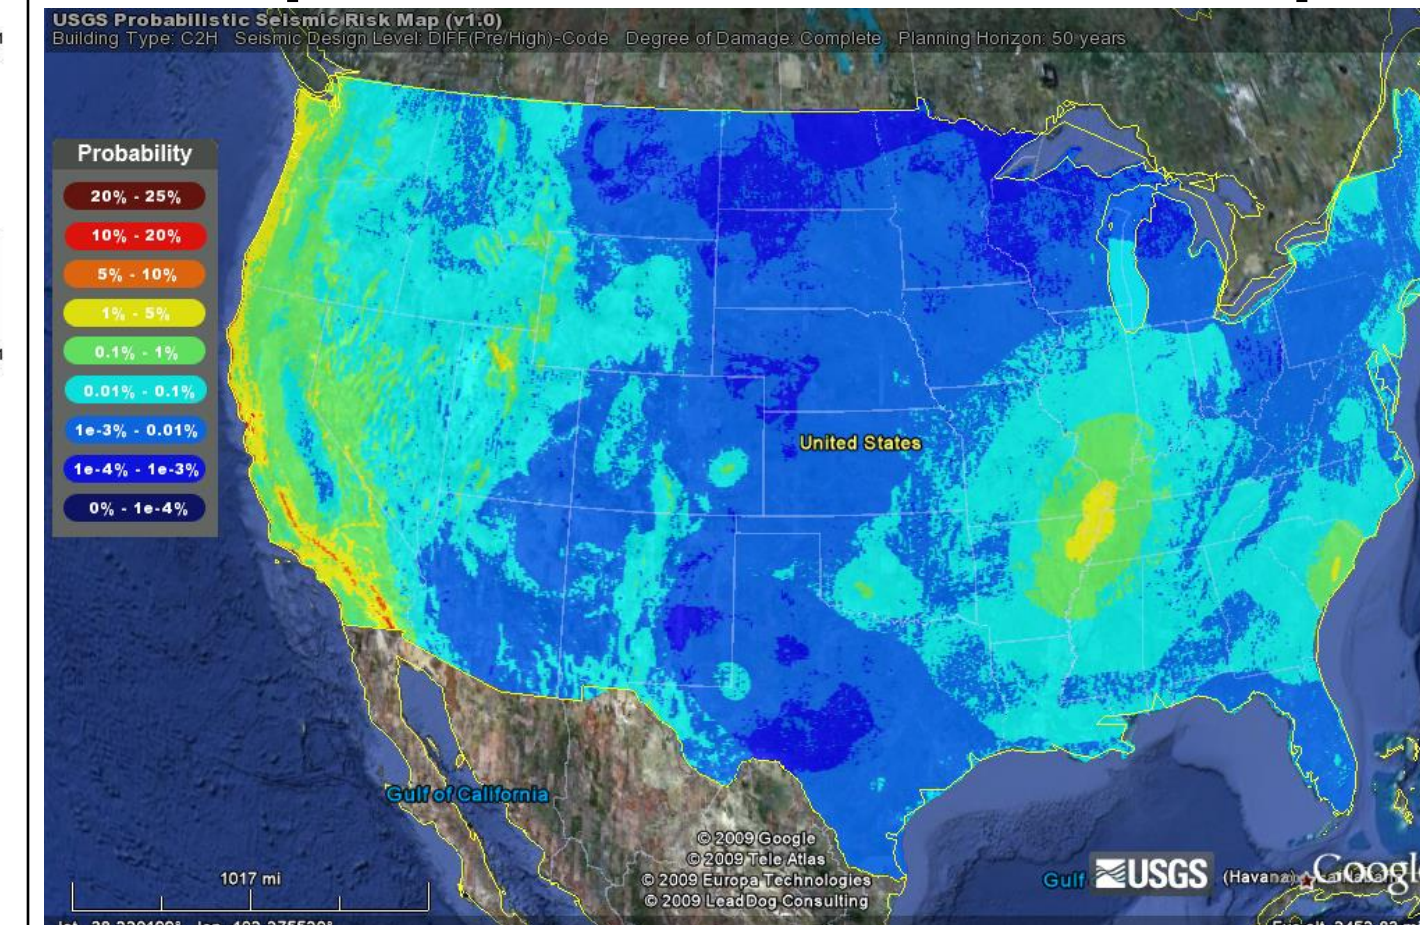 USGS Probabilistic Seismic Risk Map (v1.0)
Building Type: C2H Seismic Design Level: DIFF(Pre/High)-Code Degree of Damage: Complete Planning Horizon: 50 years
Probability
20% - 25%
10% - 20%
5% - 10%
1% - 5%
0.1% - 1%
0.01% - 0.1%
1e-3% - 0.01%
1e-4% - 1e-3%
0% - 1e-4%
United States
Gulf of California
© 2009 Google
© 2009 Tele Atlas
© 2009 Europa Technologies
© 2009 LeadDog Consulting
1017 mi
Gulf
USGS
(Havana)
Google